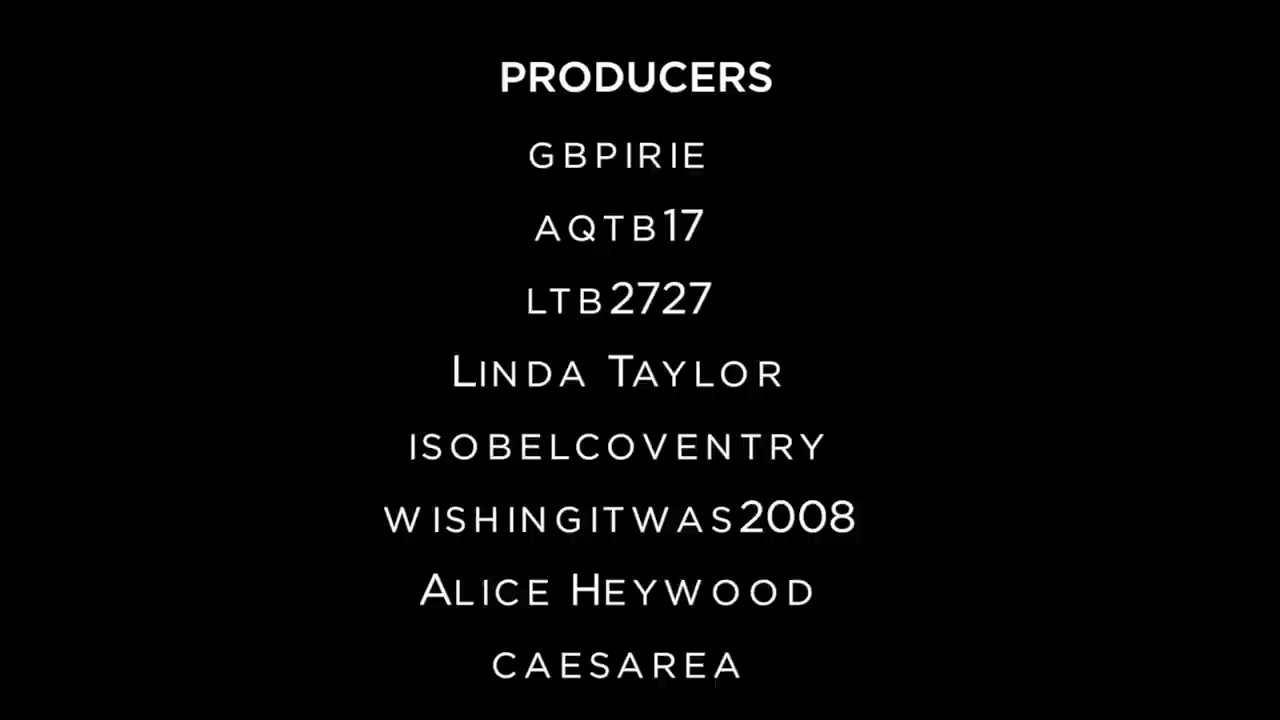 PRODUCERS
GBPIRIE
AQTB17
LTB2727
LINDA TAYLOR
ISOBELCOVENTRY
WISHINGITWAS2008
ALICE HEYWOOD
CAESAREA